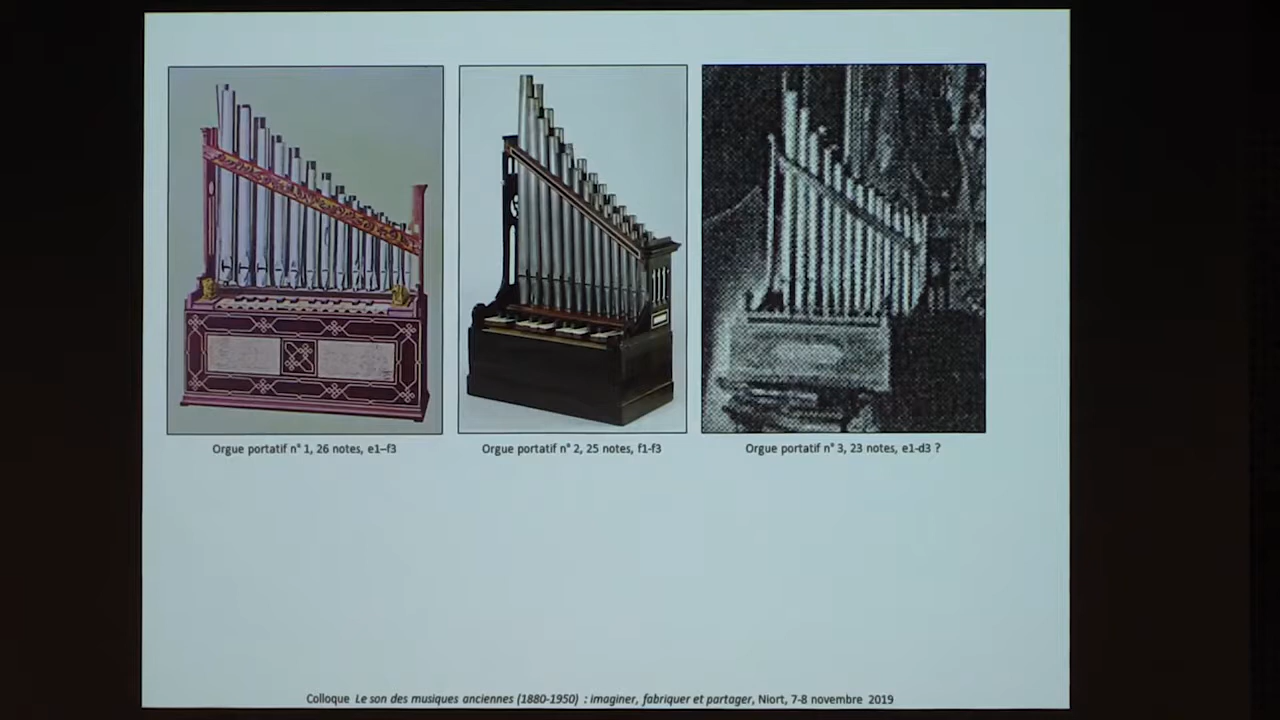 Orgue portatif n° 1, 26 notes, e1–f3
Orgue portatif n° 2, 25 notes, f1-f3
Orgue portatif n° 3, 23 notes, e1-d3 ?
Colloque Le son des musiques anciennes (1880-1950) : imaginer, fabriquer et partager, Niort, 7-8 novembre 2019